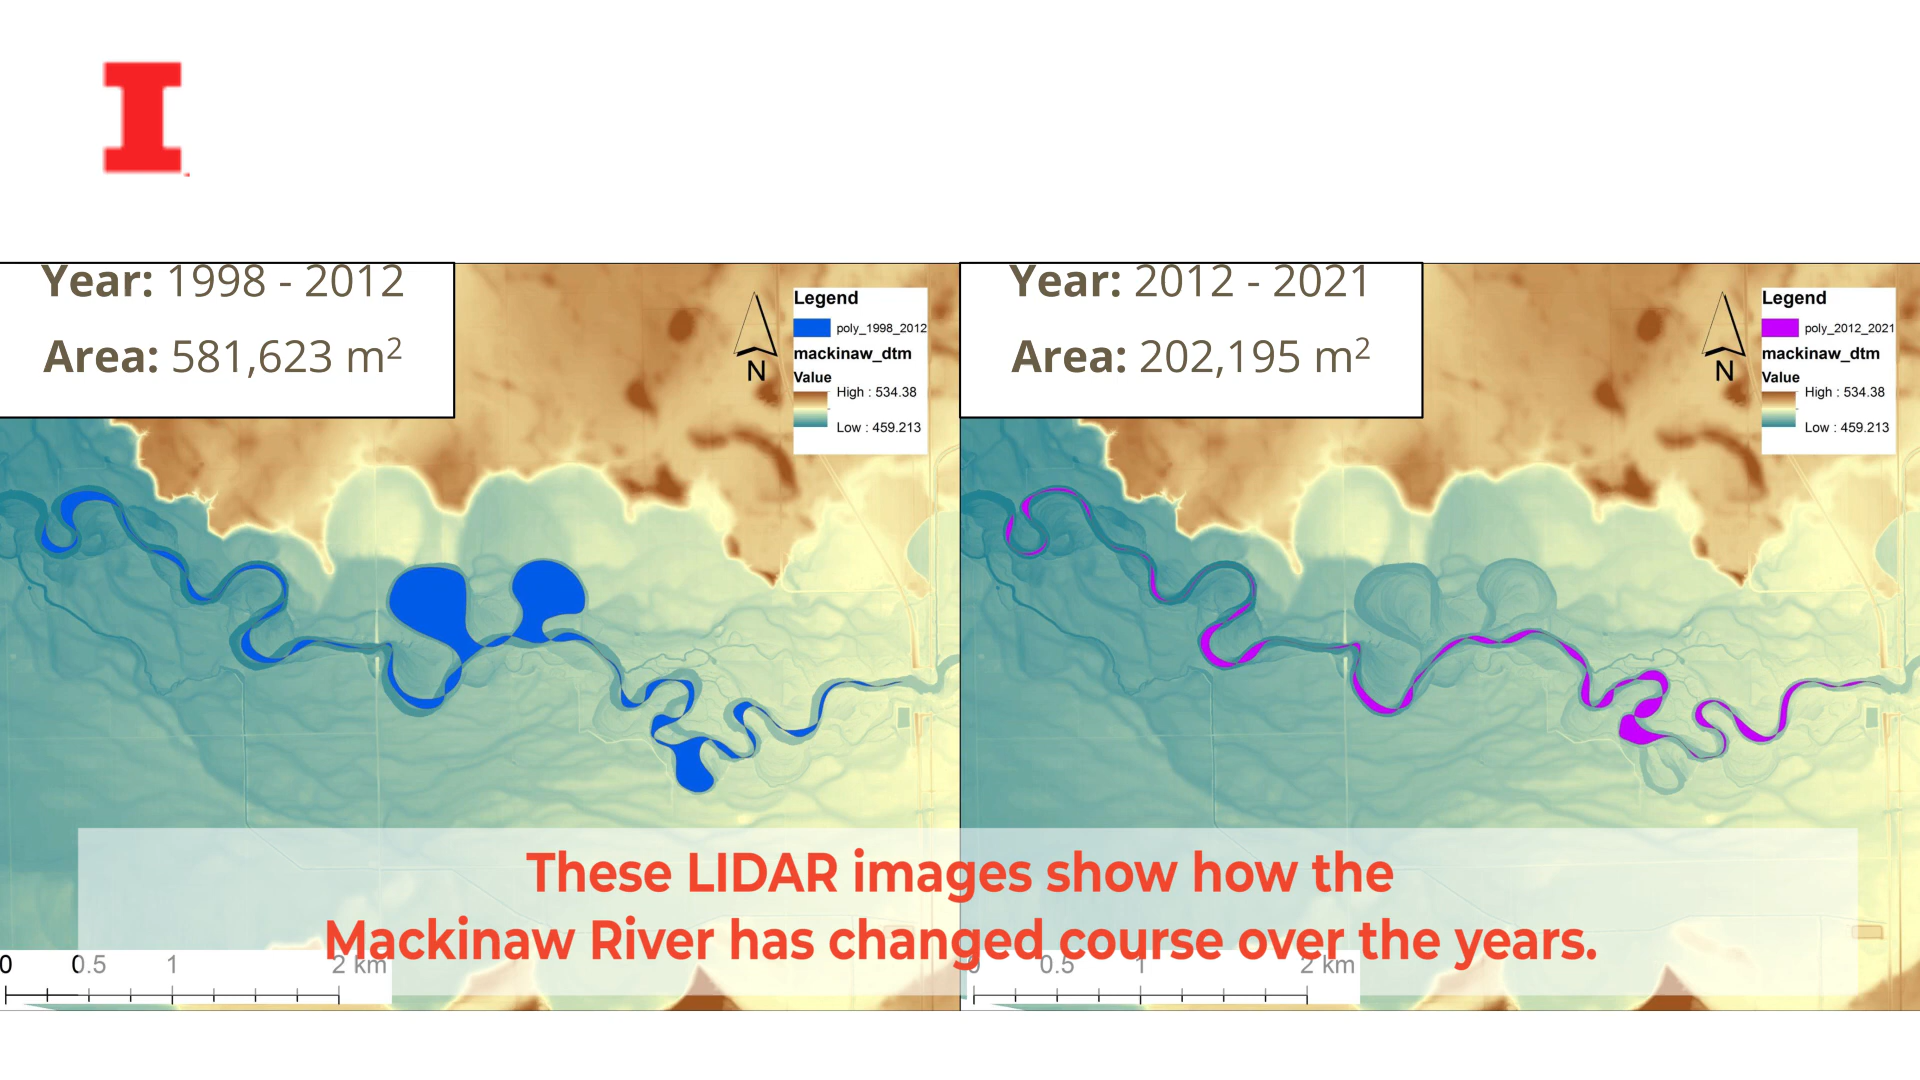 I
Year: 1998 - 2012
Area: 581,623 m²
N
Legend
poly_1998_2012
mackinaw_dtm
Value
High : 534.38
Low : 459.213
Year: 2012 - 2021
Area: 202,195 m²
N
Legend
poly_2012_2021
mackinaw_dtm
Value
High : 534.38
Low : 459.213
These LIDAR images show how the
Mackinaw River has changed course over the years.
0 0.5 1 2 km
0 0.5 1 2 km